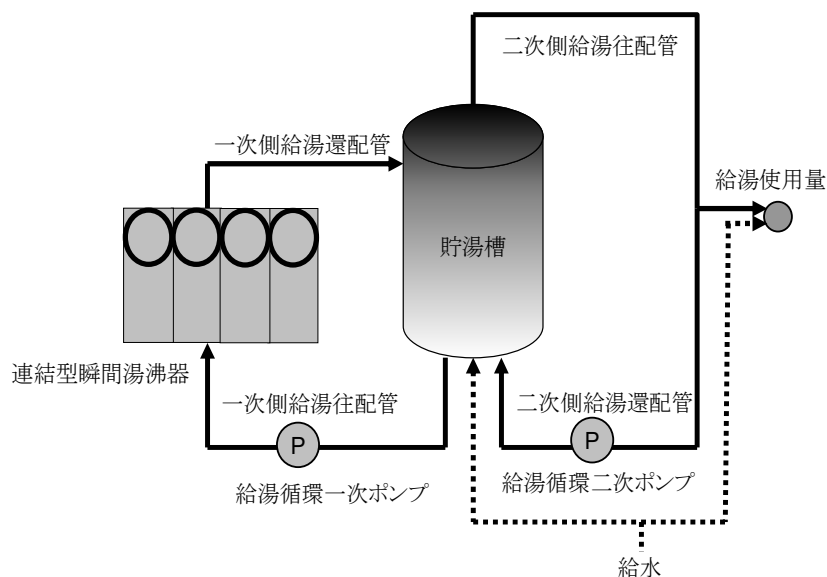 二次側給湯往配管
一次側給湯還配管
給湯使用量
貯湯槽
連結型瞬間湯沸器
一次側給湯往配管
二次側給湯還配管
P
P
給湯循環一次ポンプ
給湯循環二次ポンプ
給水